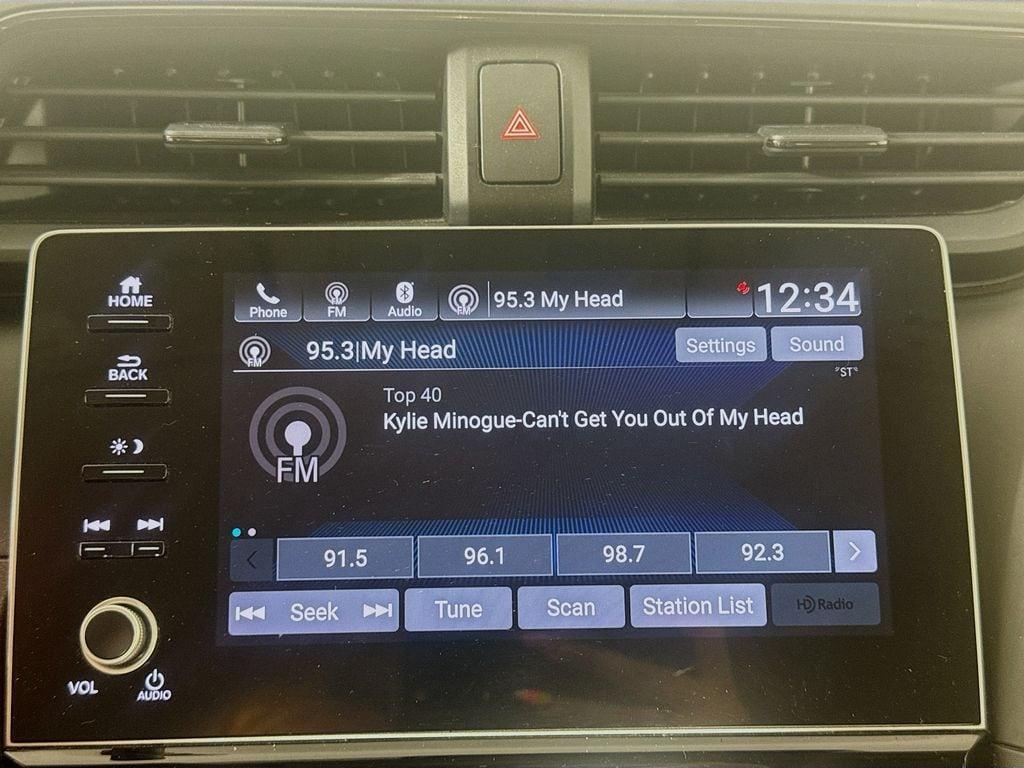 HOME
BACK
VOL
AUDIO
Phone
FM
Audio
FM
95.3 My Head
12:34
FM
95.3|My Head
Settings
Sound
"ST"
Top 40
Kylie Minogue-Can't Get You Out Of My Head
FM
91.5
96.1
98.7
92.3
Seek
Tune
Scan
Station List
HD Radio